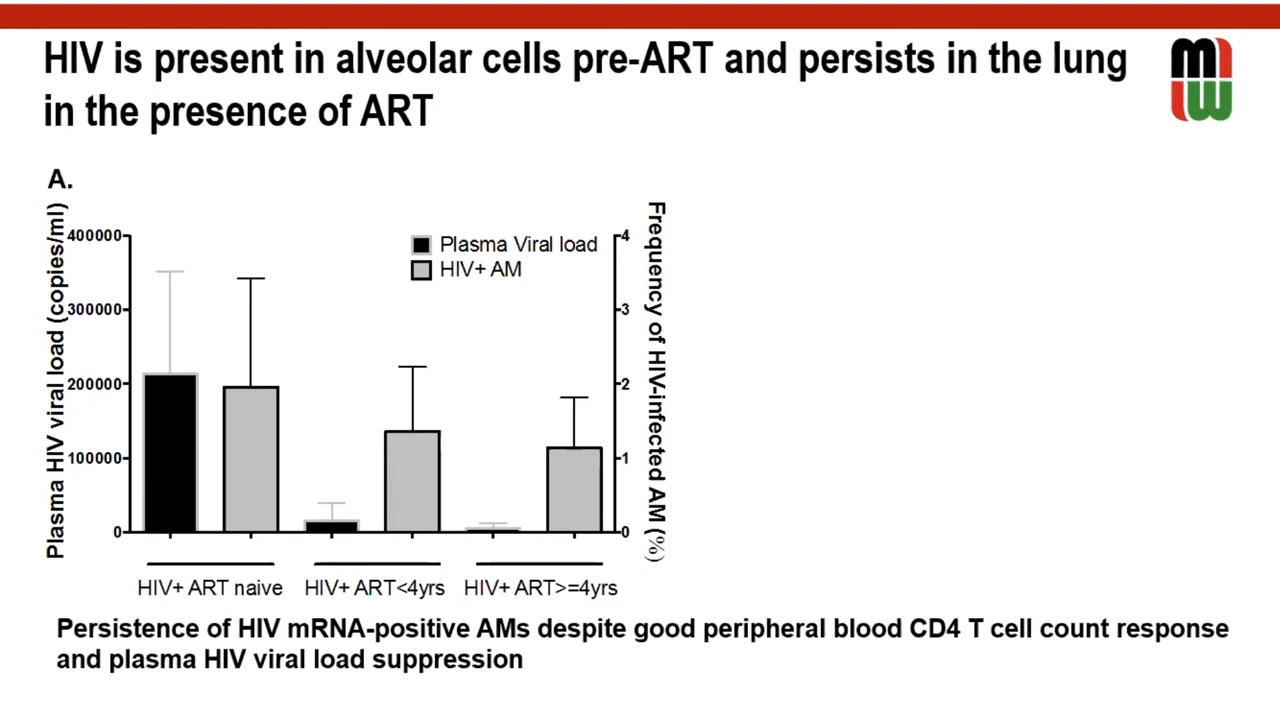 HIV is present in alveolar cells pre-ART and persists in the lung
in the presence of ART
A.
Plasma HIV viral load (copies/ml)
400000
300000
200000
100000
0
Plasma Viral load
HIV+ AM
4
3
2
1
0
Frequency of HIV-infected AM (%)
HIV+ ART naive
HIV+ ART<4yrs
HIV+ ART>=4yrs
Persistence of HIV mRNA-positive AMs despite good peripheral blood CD4 T cell count response
and plasma HIV viral load suppression